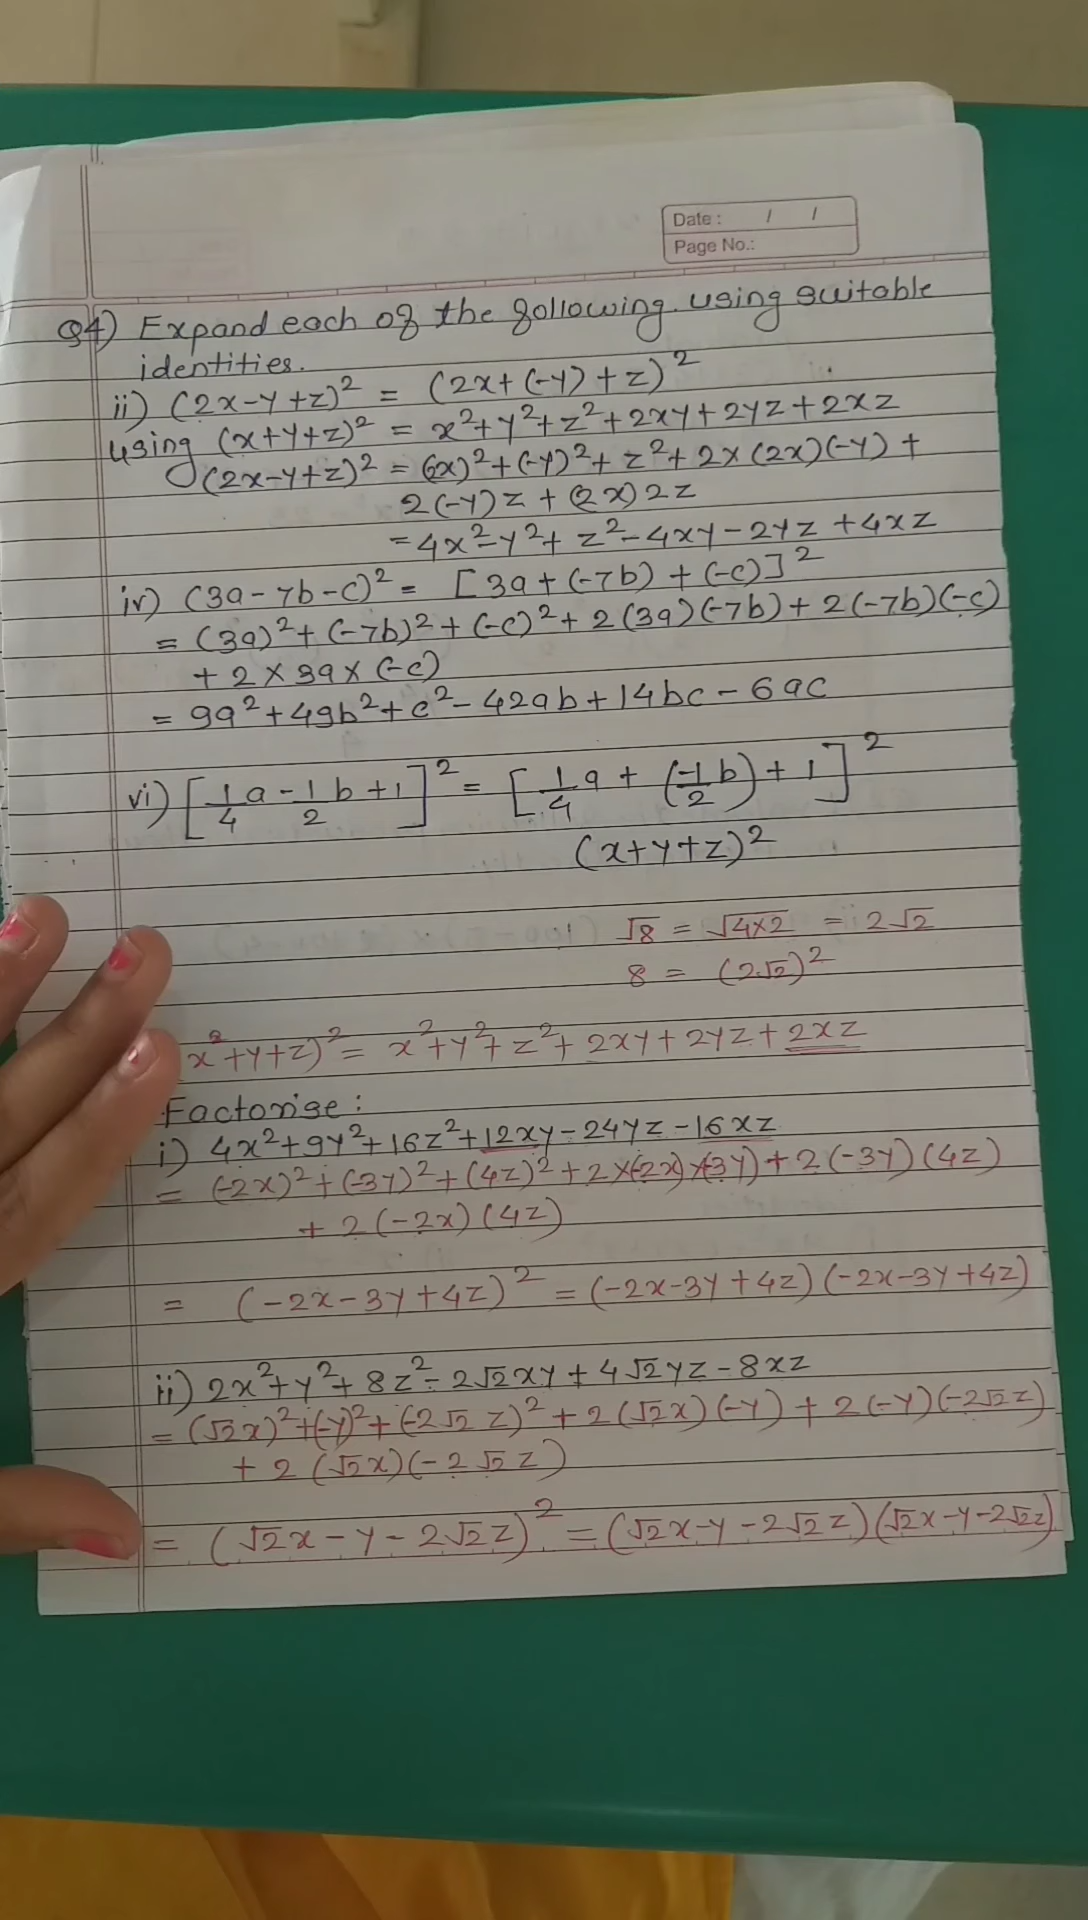 Date : / /
Page No.:
Q4) Expand each of the following using suitable
identities.
ii) (2x-y+z)² = (2x+(-y)+z)²
using (x+y+z)² = x²+y²+z²+2xy+2yz+2xz
(2x-y+z)² = (2x)²+(-y)²+z²+2×(2x)(-y)+
2(-y)z + (2x)2z
=4x²-y²+z²-4xy-2yz+4xz
iv) (3a-7b-c)² = [3a+(-7b)+(-c)]²
= (3a)²+(-7b)²+(-c)²+2(3a)(-7b)+2(-7b)(-c)
+2×3a×(-c)
= 9a²+49b²+c²-42ab+14bc-6ac
vi) [1/4 a - 1/2 b + 1]² = [1/4 a + (-1/2 b) + 1]²
(x+y+z)²
√8 = √4×2 = 2√2
8 = (2√2)²
x²+y+z)² = x²+y²+z²+2xy+2yz+2xz
Factorise :
i) 4x²+9y²+16z²+12xy-24yz-16xz
= (-2x)²+(-3y)²+(4z)²+2×(-2x)×(-3y)+2(-3y)(4z)
+2(-2x)(4z)
= (-2x-3y+4z)² = (-2x-3y+4z)(-2x-3y+4z)
ii) 2x²+y²+8z²-2√2xy+4√2yz-8xz
= (√2x)²+(-y)²+(-2√2z)²+2(√2x)(-y)+2(-y)(-2√2z)
+2(√2x)(-2√2z)
= (√2x-y-2√2z)² = (√2x-y-2√2z)(√2x-y-2√2z)